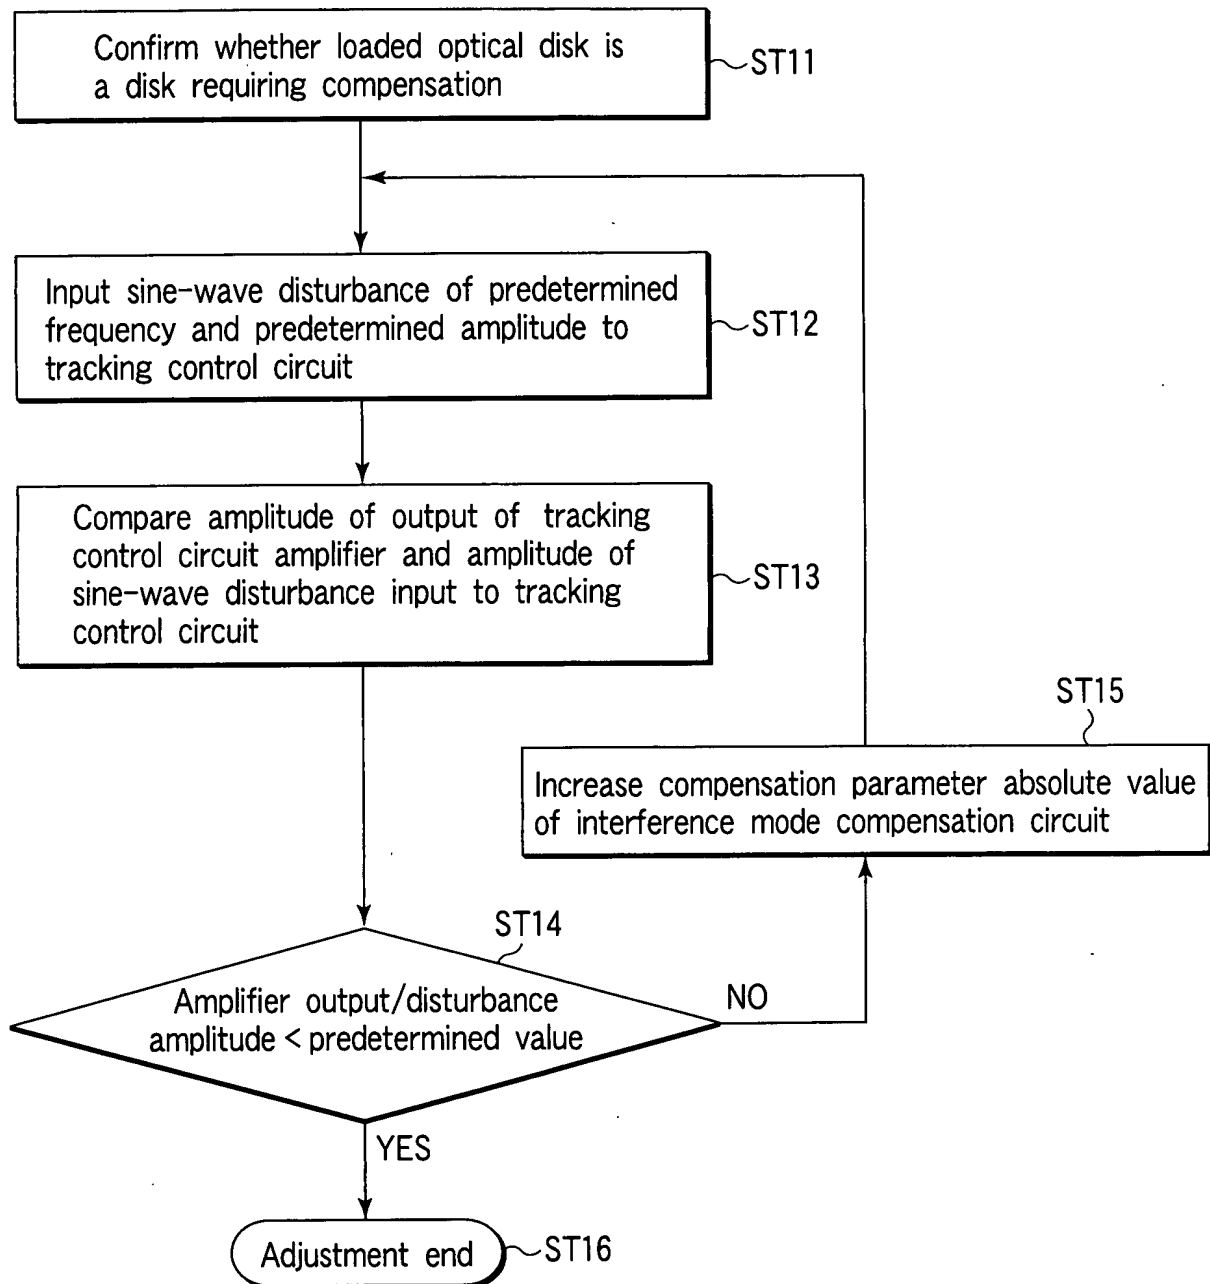 Confirm whether loaded optical disk is
a disk requiring compensation
ST11
Input sine-wave disturbance of predetermined
frequency and predetermined amplitude to
tracking control circuit
ST12
Compare amplitude of output of tracking
control circuit amplifier and amplitude of
sine-wave disturbance input to tracking
control circuit
ST13
ST15
Increase compensation parameter absolute value
of interference mode compensation circuit
ST14
Amplifier output/disturbance
amplitude < predetermined value
NO
YES
Adjustment end
ST16